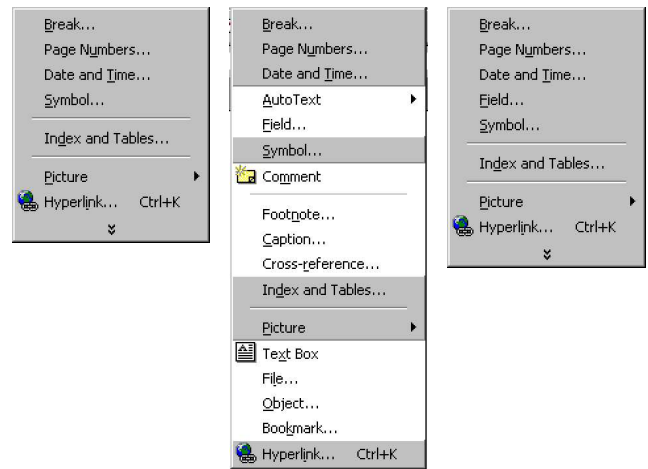 Break...
Page Numbers...
Date and Time...
Symbol...
Index and Tables...
Picture
Hyperlink... Ctrl+K
Break...
Page Numbers...
Date and Time...
AutoText
Field...
Symbol...
Comment
Footnote...
Caption...
Cross-reference...
Index and Tables...
Picture
Text Box
File...
Object...
Bookmark...
Hyperlink... Ctrl+K
Break...
Page Numbers...
Date and Time...
Field...
Symbol...
Index and Tables...
Picture
Hyperlink... Ctrl+K